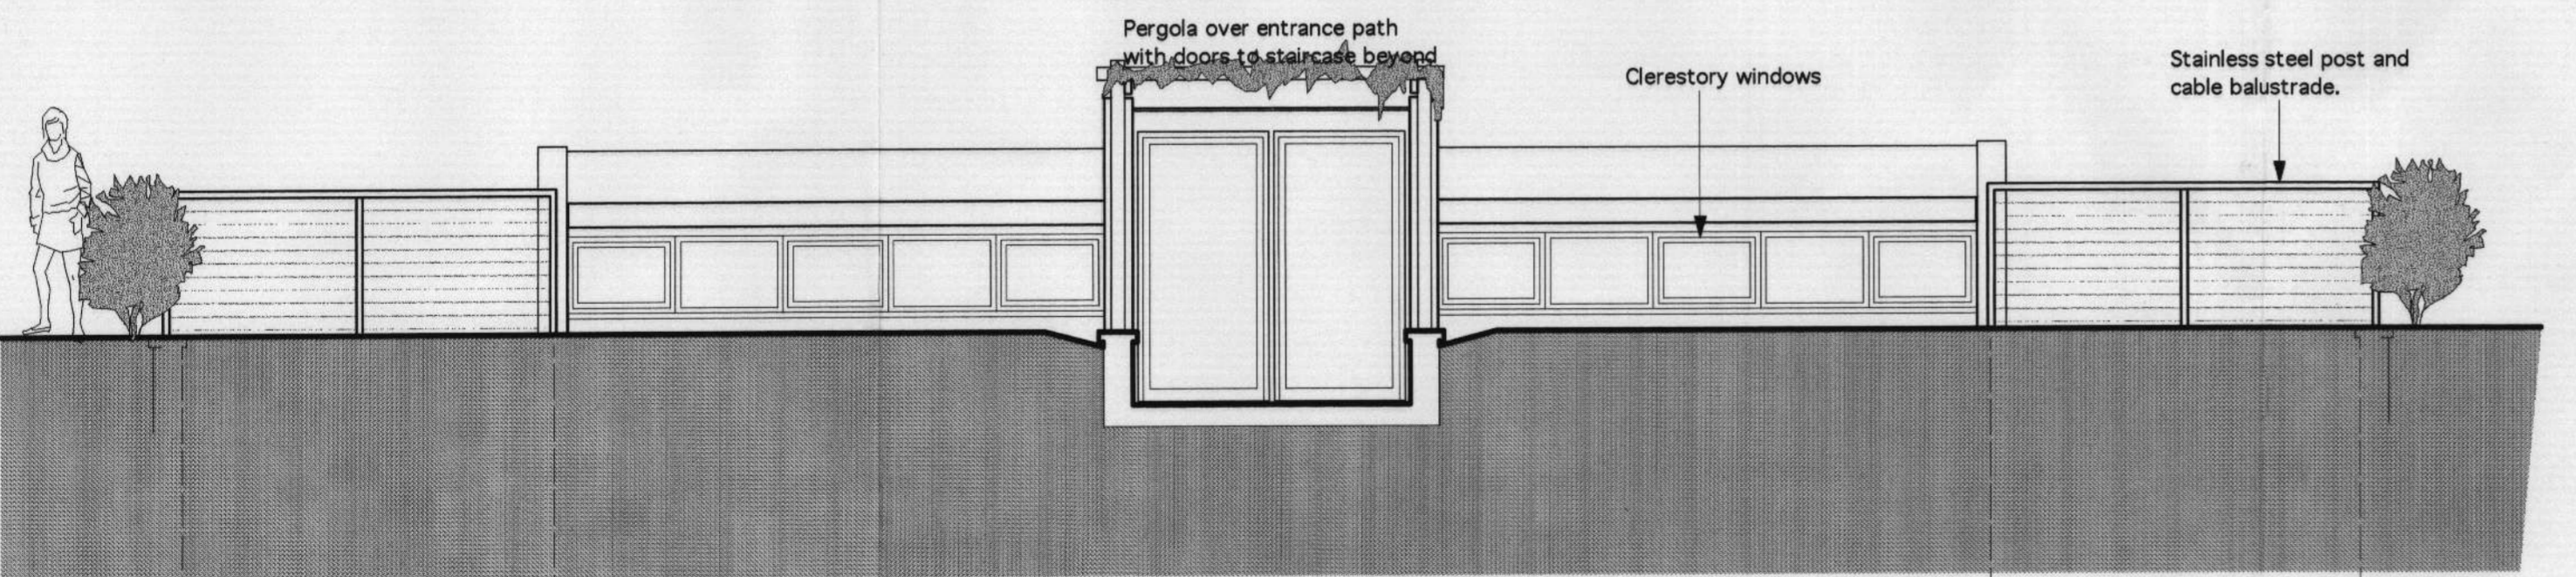 Pergola over entrance path
with doors to staircase beyond
Clerestory windows
Stainless steel post and
cable balustrade.